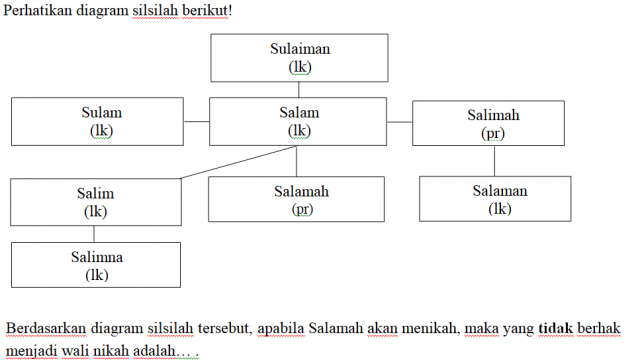 Perhatikan diagram silsilah berikut!
Sulaiman
(lk)
Sulam
(lk)
Salam
(lk)
Salimah
(pr)
Salim
(lk)
Salamah
(pr)
Salaman
(lk)
Salimna
(lk)
Berdasarkan diagram silsilah tersebut, apabila Salamah akan menikah, maka yang tidak berhak
menjadi wali nikah adalah… .